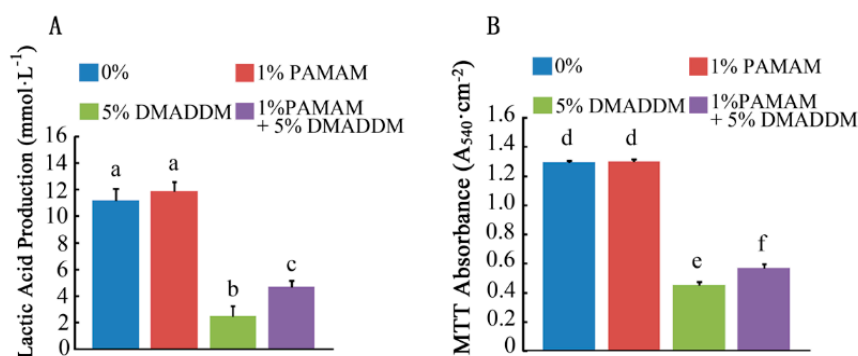 A
0%
1% PAMAM
5% DMADDM
1%PAMAM
+ 5% DMADDM
Lactic Acid Production (mmol·L⁻¹)
16
14
12
10
8
6
4
2
0
a
a
b
c
B
0%
1% PAMAM
5% DMADDM
1%PAMAM
+ 5% DMADDM
MTT Absorbance (A₅₄₀·cm⁻²)
1.6
1.4
1.2
1.0
0.8
0.6
0.4
0.2
0
d
d
e
f